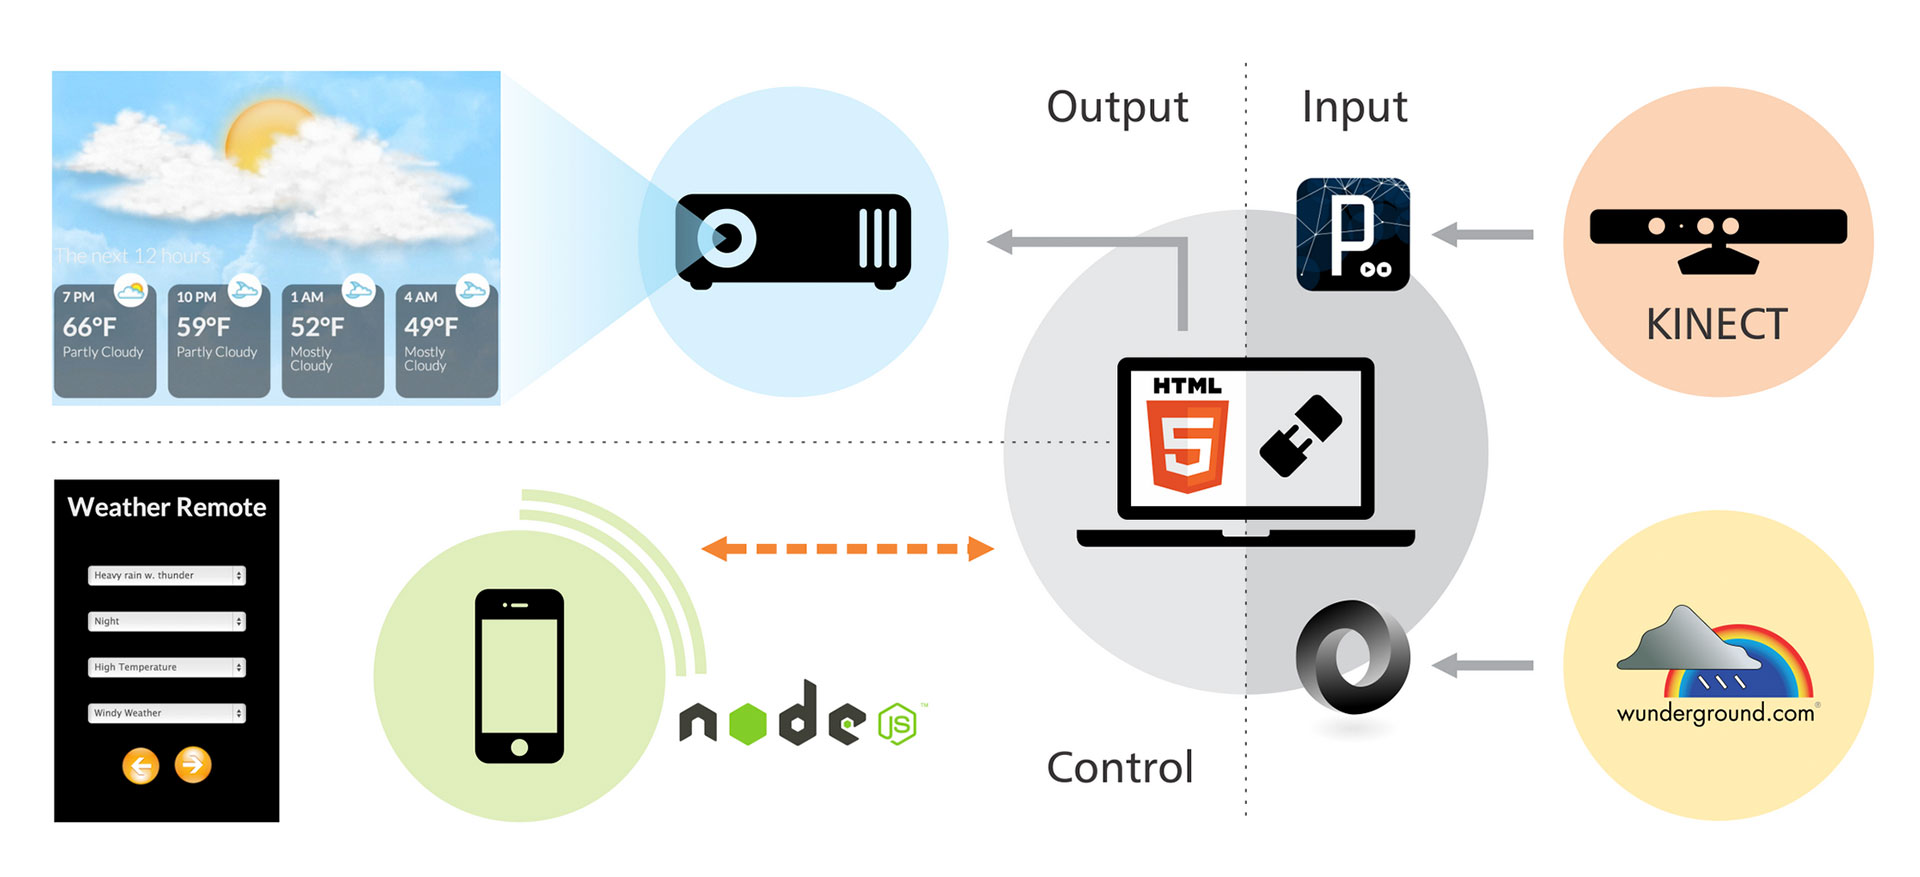 Output
Input
The next 12 hours
7 PM
66°F
Partly Cloudy
10 PM
59°F
Partly Cloudy
1 AM
52°F
Mostly
Cloudy
4 AM
49°F
Mostly
Cloudy
P
KINECT
HTML
5
Weather Remote
Heavy rain w. thunder
Night
High Temperature
Windy Weather
node
JS™
Control
wunderground.com®